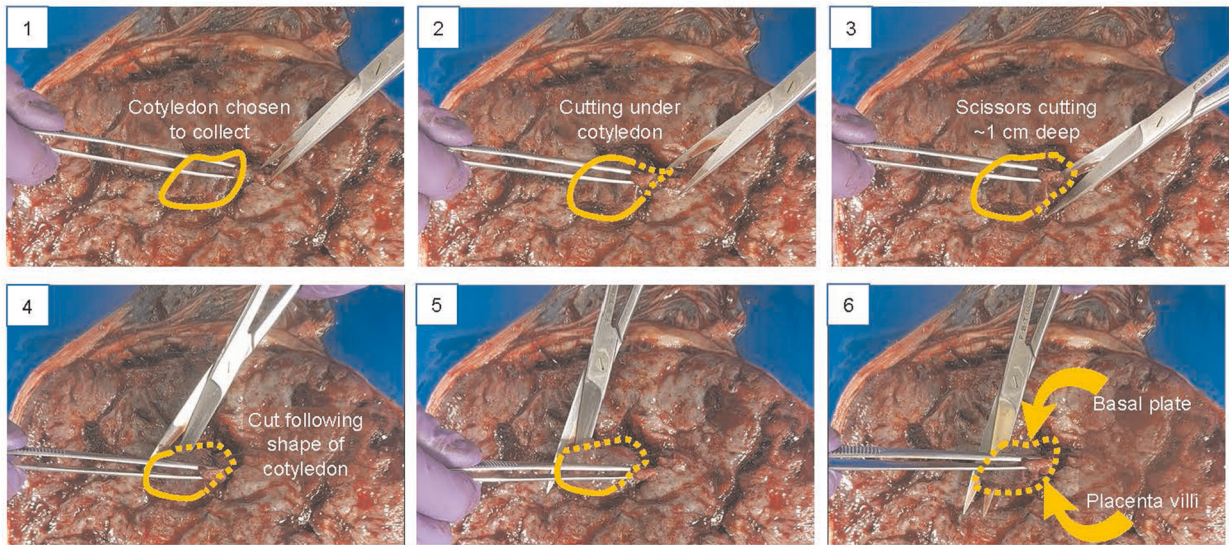 1
Cotyledon chosen
to collect
2
Cutting under
cotyledon
3
Scissors cutting
~1 cm deep
4
Cut following
shape of
cotyledon
5
6
Basal plate
Placenta villi